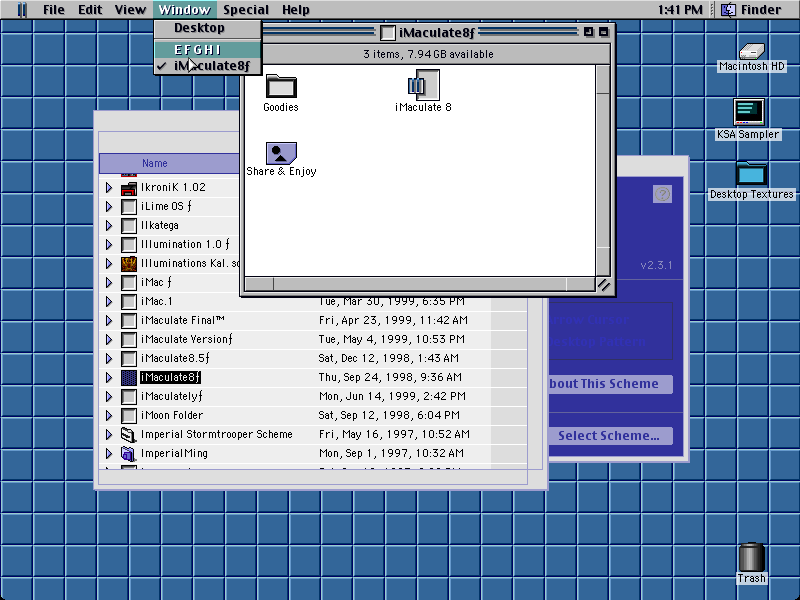 File Edit View Window Special Help 1:41 PM Finder
Desktop
E F G H I
✓ iMaculate8ƒ
iMaculate8ƒ
3 items, 7.94 GB available
Goodies
iMaculate 8
Share & Enjoy
Macintosh HD
KSA Sampler
Desktop Textures
Trash
Name
IkroniK 1.02
iLime OS ƒ
Ilkatega
Illumination 1.0 ƒ
Illuminations Kal.
iMac ƒ
iMac.1 Tue, Mar 30, 1999, 6:35 PM
iMaculate Final™ Fri, Apr 23, 1999, 11:42 AM
iMaculate Versionƒ Tue, May 4, 1999, 10:53 PM
iMaculate8.5ƒ Sat, Dec 12, 1998, 1:43 AM
iMaculate8ƒ Thu, Sep 24, 1998, 9:36 AM
iMaculatelyƒ Mon, Jun 14, 1999, 2:42 PM
iMoon Folder Sat, Sep 12, 1998, 6:04 PM
Imperial Stormtrooper Scheme Fri, May 16, 1997, 10:52 AM
ImperialMing Mon, Sep 1, 1997, 10:32 AM
v2.3.1
bout This Scheme
Select Scheme...